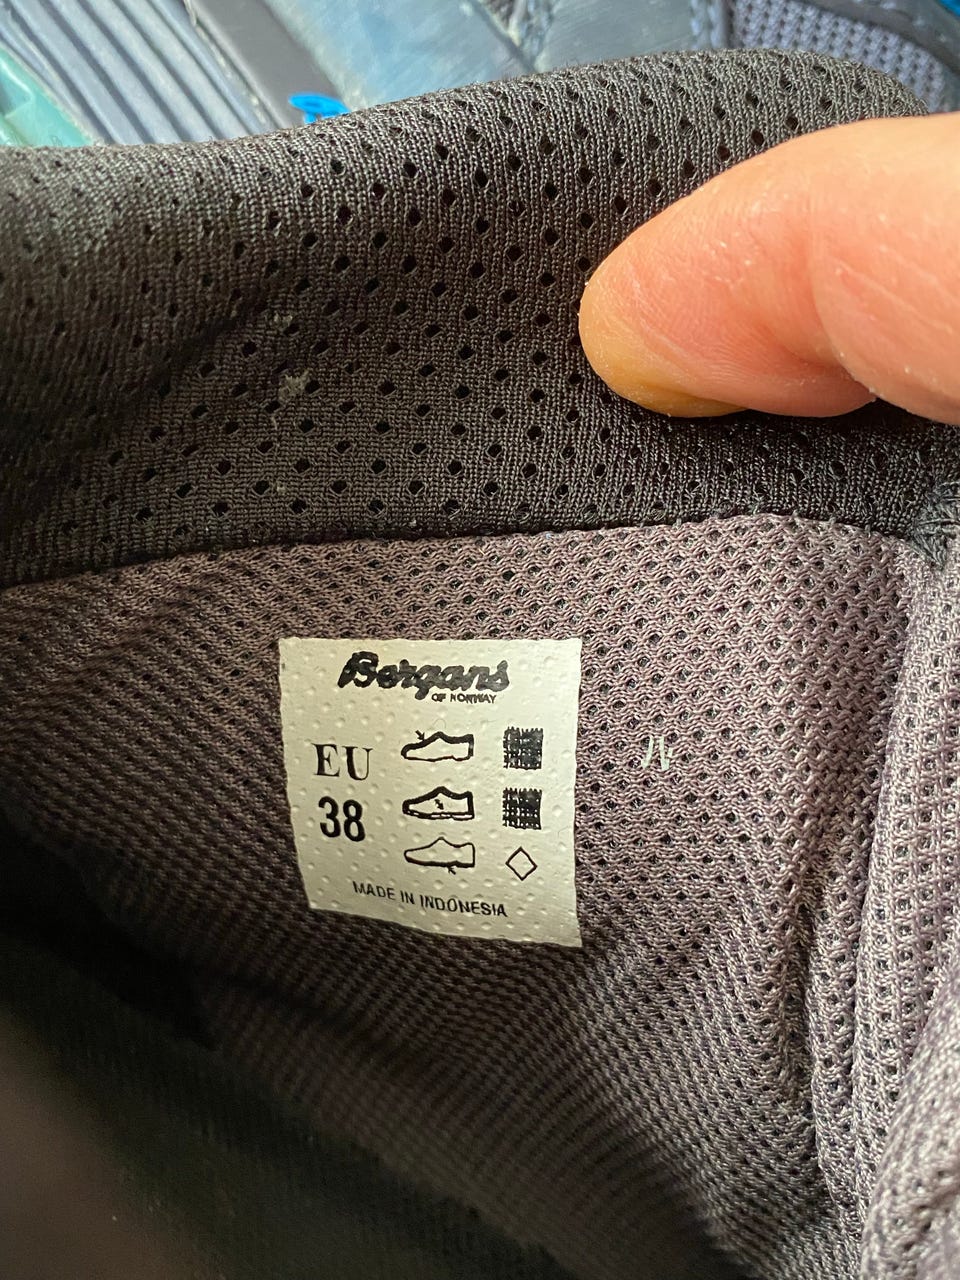 Bergans
OF NORWAY
EU
38
MADE IN INDONESIA